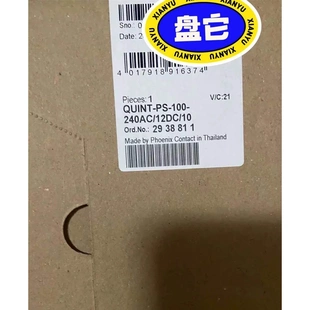 Sno.: 0
Date: 2
盘它
XIANYU
XIANYU
XIANYU
XIANYU
XIANYU
4 017918 916374
Pieces: 1
V/C: 21
QUINT-PS-100-
240AC/12DC/10
Ord.No.: 29 38 81 1
Made by Phoenix Contact in Thailand